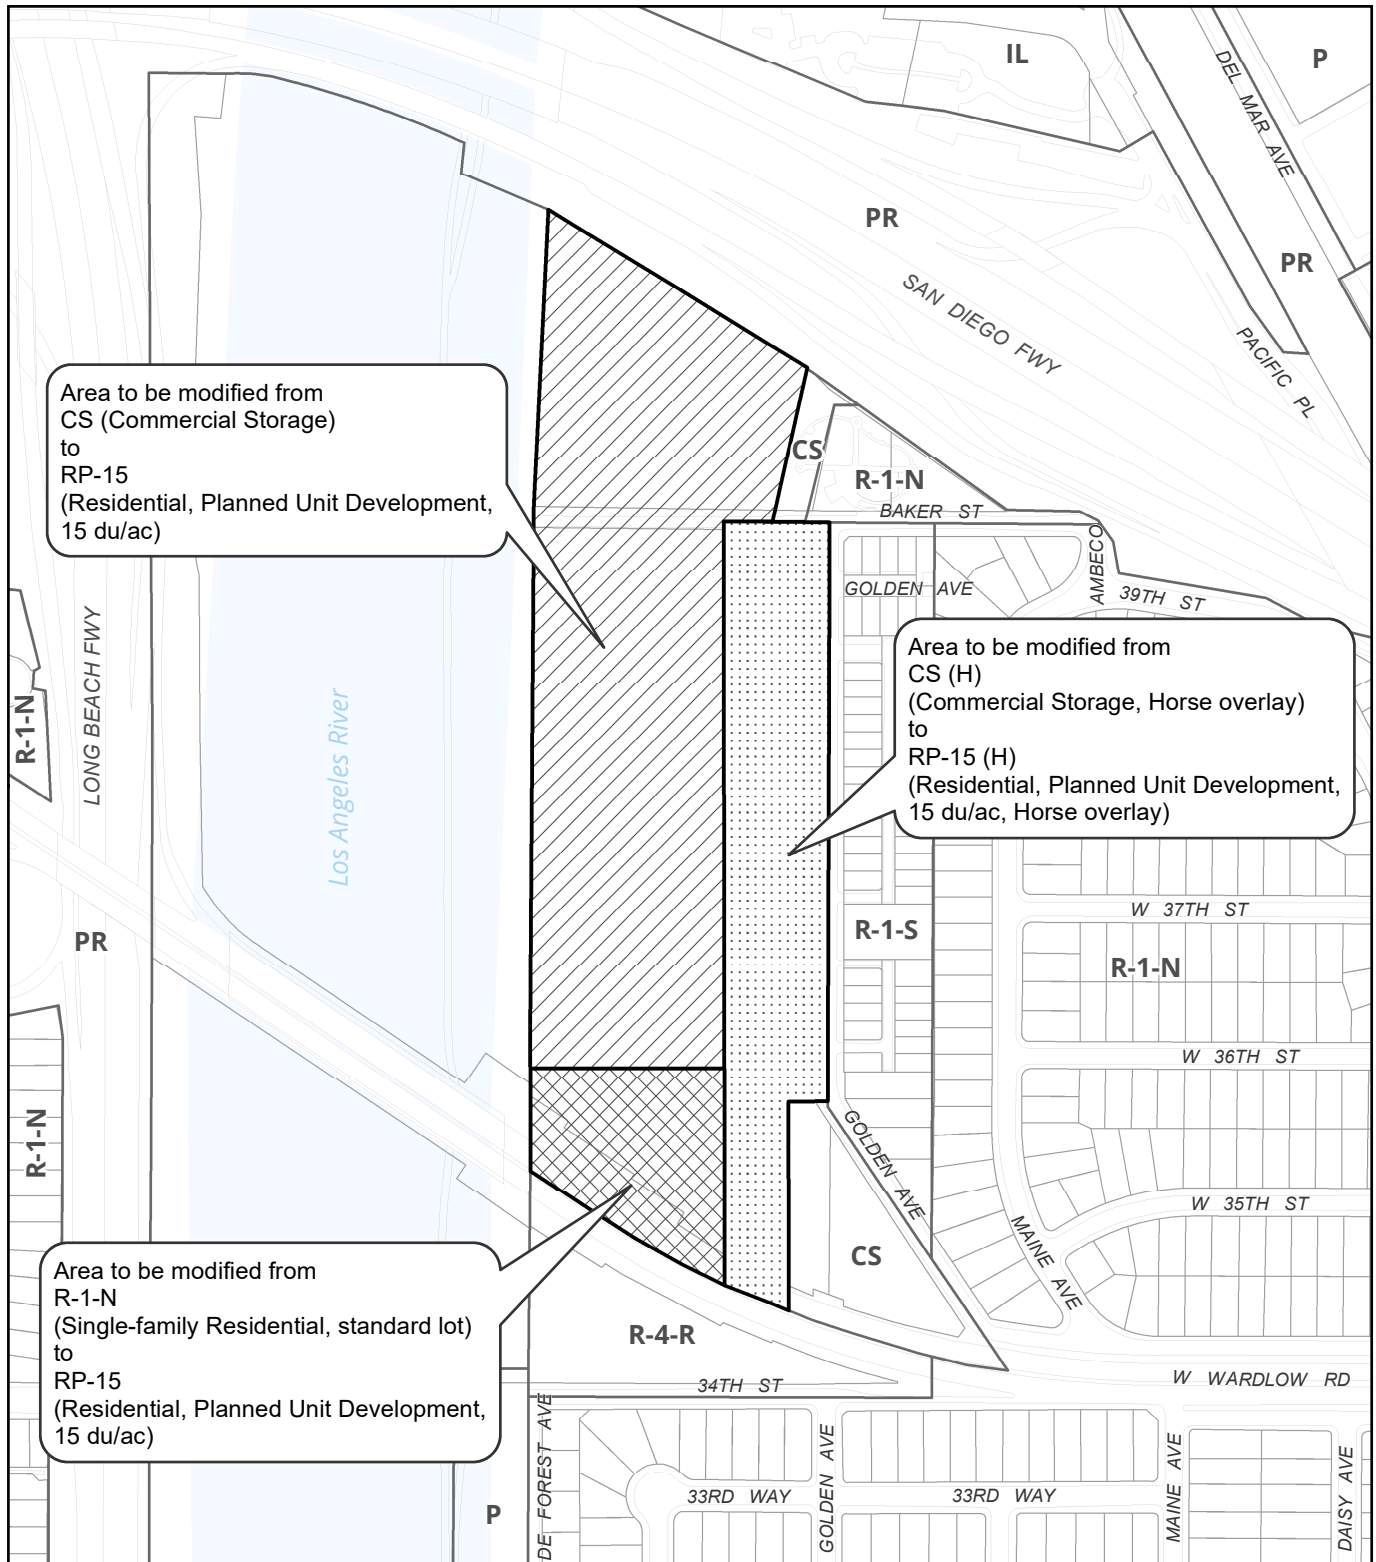 IL
P
DEL MAR AVE
PR
PR
SAN DIEGO FWY
PACIFIC PL
Area to be modified from
CS (Commercial Storage)
to
RP-15
(Residential, Planned Unit Development,
15 du/ac)
CS
R-1-N
BAKER ST
AMBECO
GOLDEN AVE
39TH ST
LONG BEACH FWY
R-1-N
Los Angeles River
Area to be modified from
CS (H)
(Commercial Storage, Horse overlay)
to
RP-15 (H)
(Residential, Planned Unit Development,
15 du/ac, Horse overlay)
W 37TH ST
R-1-S
PR
R-1-N
W 36TH ST
R-1-N
GOLDEN AVE
W 35TH ST
MAINE AVE
CS
Area to be modified from
R-1-N
(Single-family Residential, standard lot)
to
RP-15
(Residential, Planned Unit Development,
15 du/ac)
R-4-R
34TH ST
W WARDLOW RD
DE FOREST AVE
GOLDEN AVE
MAINE AVE
DAISY AVE
33RD WAY
33RD WAY
P